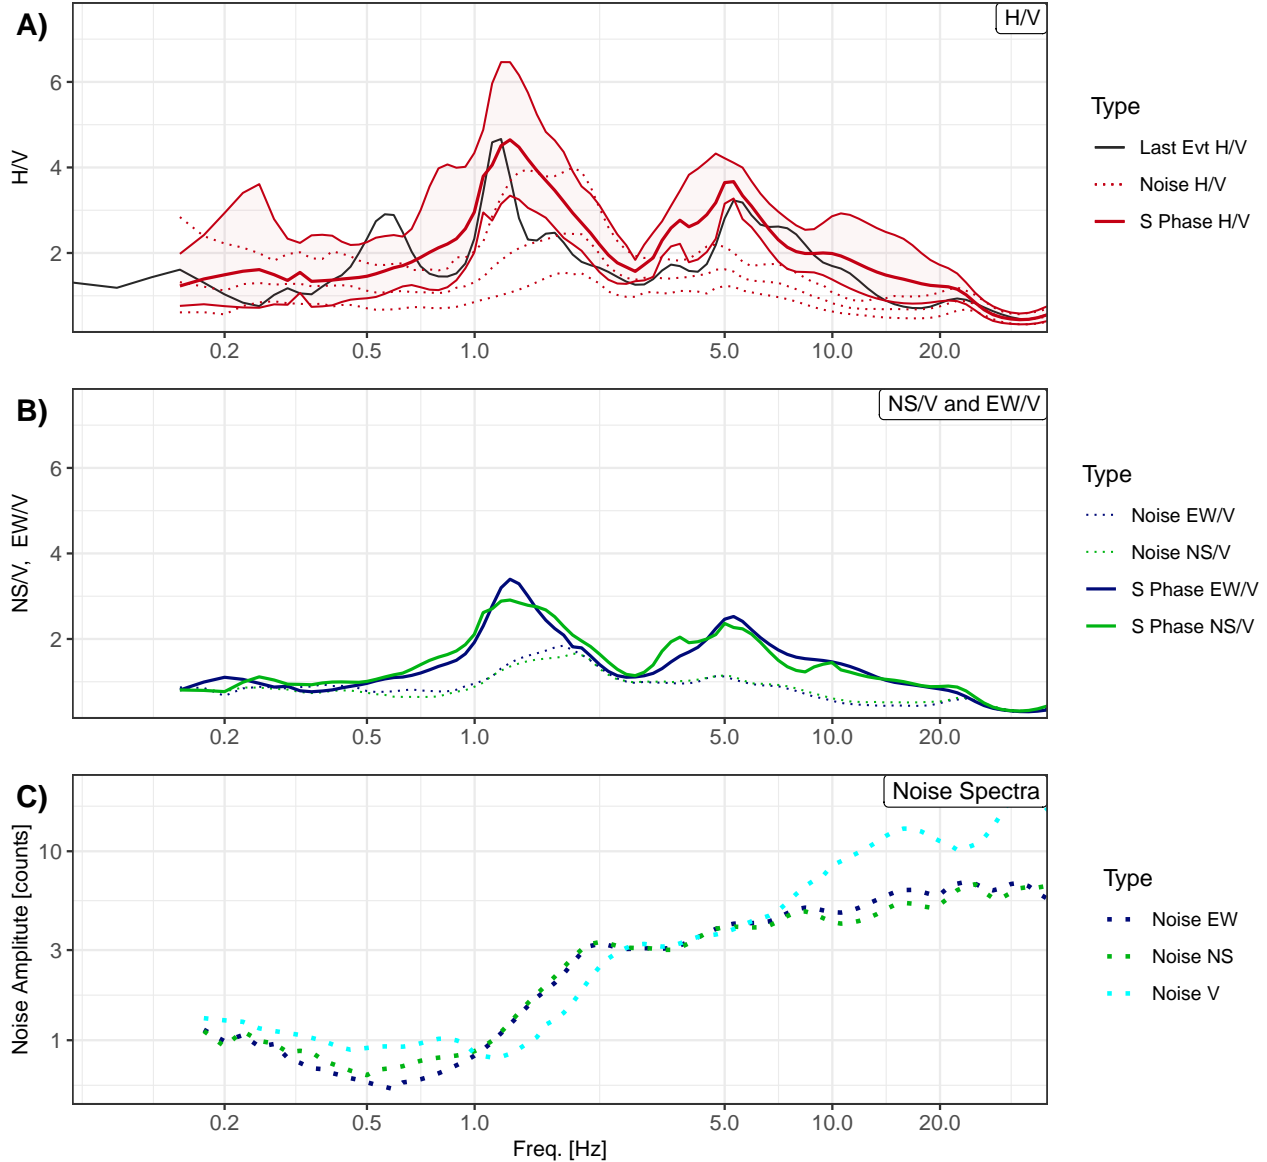 A)
H/V
H/V
6
4
2
0.2 0.5 1.0 5.0 10.0 20.0
Type
Last Evt H/V
Noise H/V
S Phase H/V
B)
NS/V and EW/V
NS/V, EW/V
6
4
2
0.2 0.5 1.0 5.0 10.0 20.0
Type
Noise EW/V
Noise NS/V
S Phase EW/V
S Phase NS/V
C)
Noise Spectra
Noise Amplitude [counts]
10
3
1
0.2 0.5 1.0 5.0 10.0 20.0
Freq. [Hz]
Type
Noise EW
Noise NS
Noise V